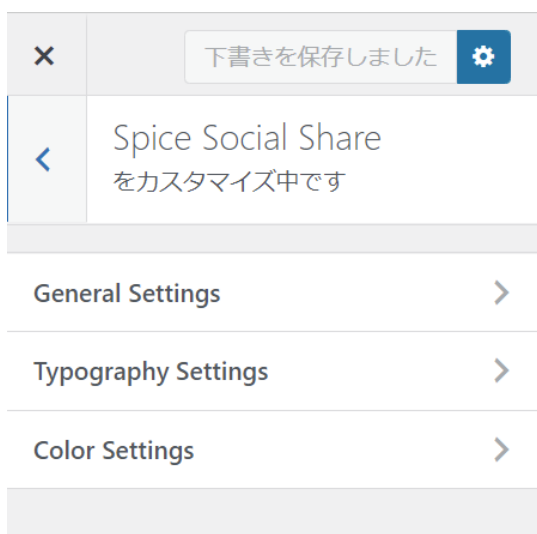 下書きを保存しました
Spice Social Share
をカスタマイズ中です
General Settings
Typography Settings
Color Settings